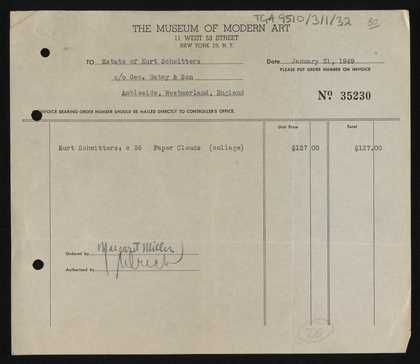 TGA 9510/3/1/32
THE MUSEUM OF MODERN ART
11 WEST 53 STREET
NEW YORK 19, N. Y.
TO Estate of Kurt Schwitters
Date January 31, 1949
PLEASE PUT ORDER NUMBER ON INVOICE
c/o Geo. Gatey & Son
Ambleside, Westmorland, England
No 35230
INVOICE BEARING ORDER NUMBER SHOULD BE MAILED DIRECTLY TO CONTROLLER'S OFFICE.
Unit Price Total
Kurt Schwitters: c 26 Paper Clouds (collage) $127.00 $127.00
Ordered by Margaret Miller
Authorized by